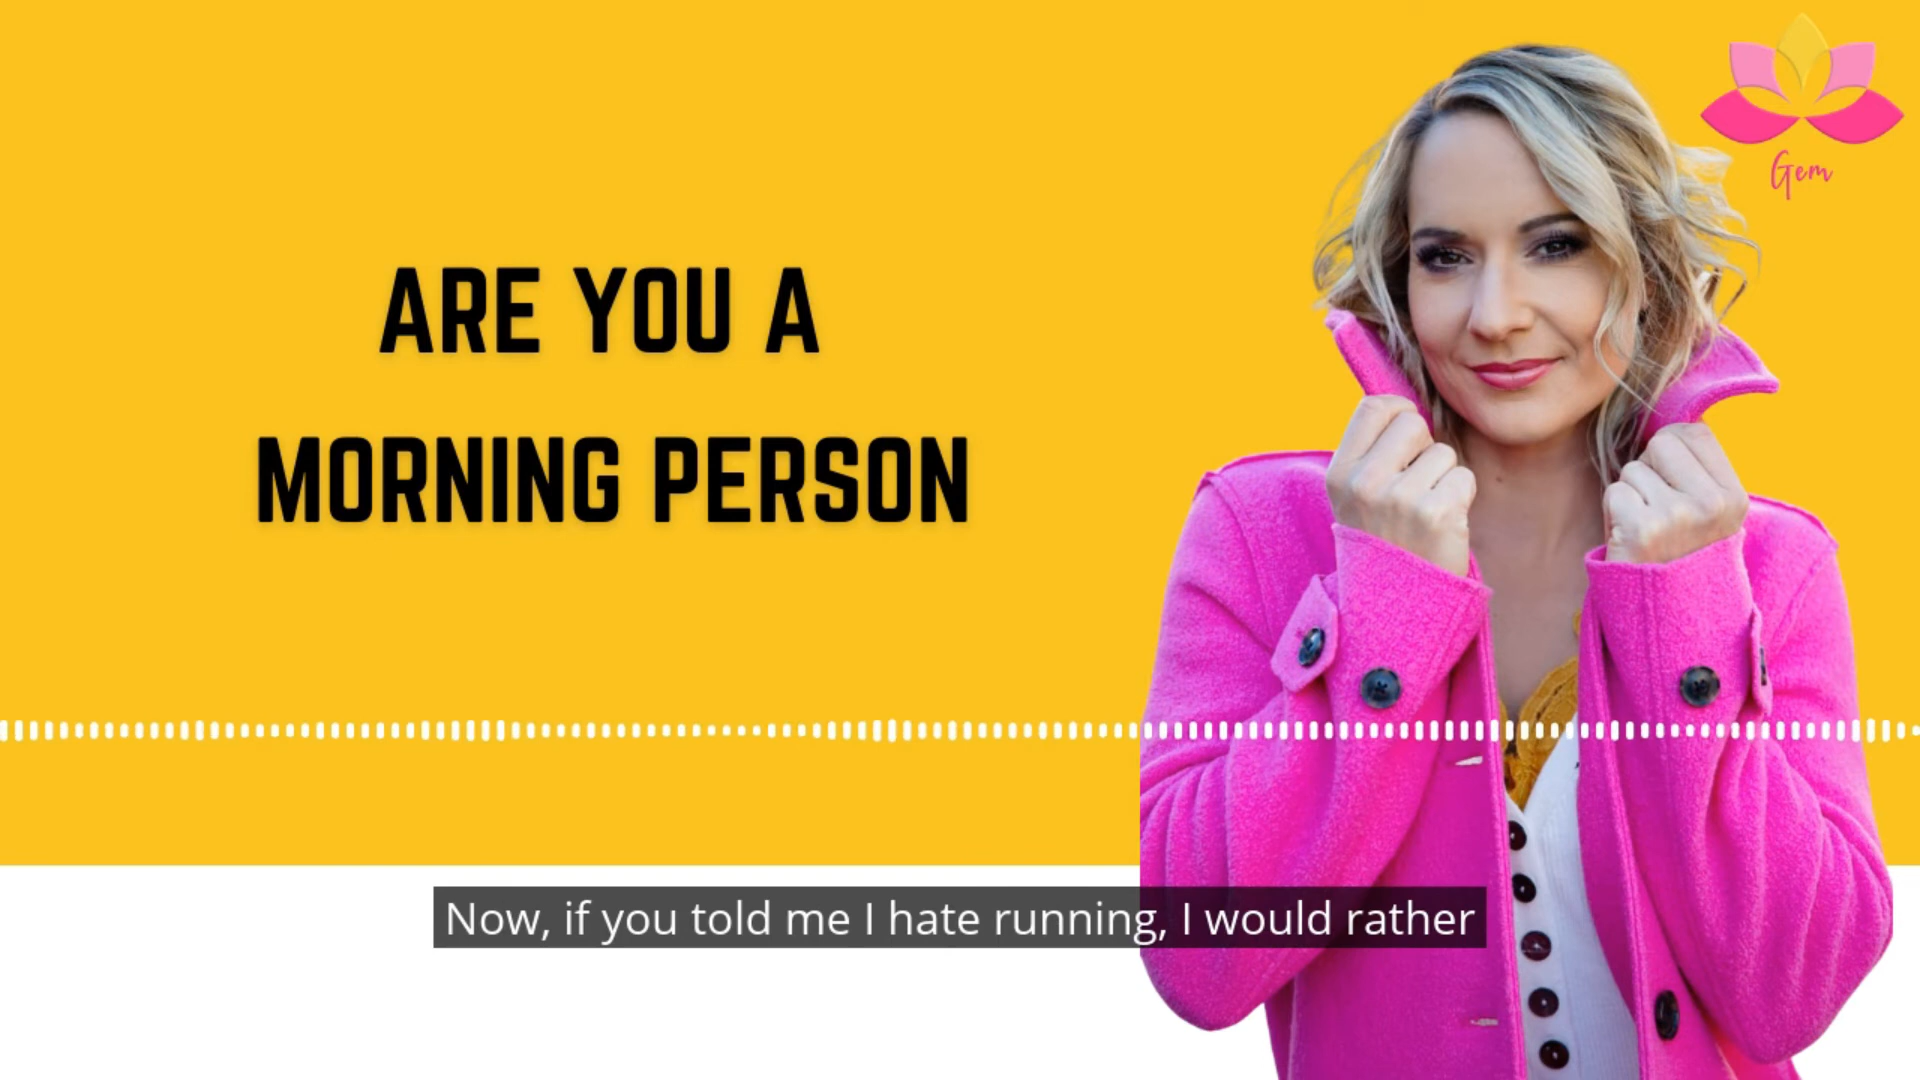 Gem
ARE YOU A
MORNING PERSON
Now, if you told me I hate running, I would rather